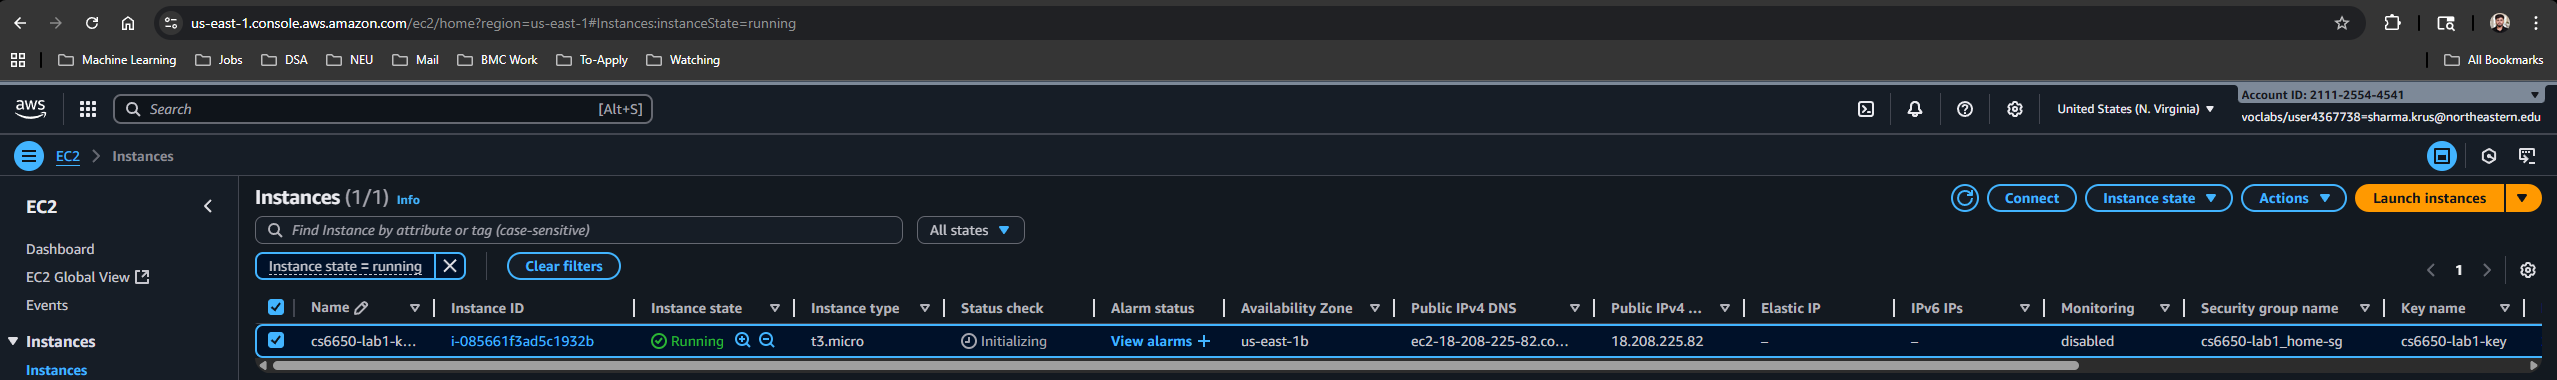 us-east-1.console.aws.amazon.com/ec2/home?region=us-east-1#Instances:instanceState=running
Machine Learning Jobs DSA NEU Mail BMC Work To-Apply Watching All Bookmarks
aws Search [Alt+S] United States (N. Virginia) Account ID: 2111-2554-4541
voclabs/user4367738=sharma.krus@northeastern.edu
EC2 Instances
EC2
Dashboard
EC2 Global View
Events
Instances
Instances
Instances (1/1) Info Connect Instance state Actions Launch instances
Find Instance by attribute or tag (case-sensitive) All states
Instance state = running Clear filters 1
Name Instance ID Instance state Instance type Status check Alarm status Availability Zone Public IPv4 DNS Public IPv4 ... Elastic IP IPv6 IPs Monitoring Security group name Key name
cs6650-lab1-k... i-085661f3ad5c1932b Running t3.micro Initializing View alarms + us-east-1b ec2-18-208-225-82.co... 18.208.225.82 – – disabled cs6650-lab1_home-sg cs6650-lab1-key